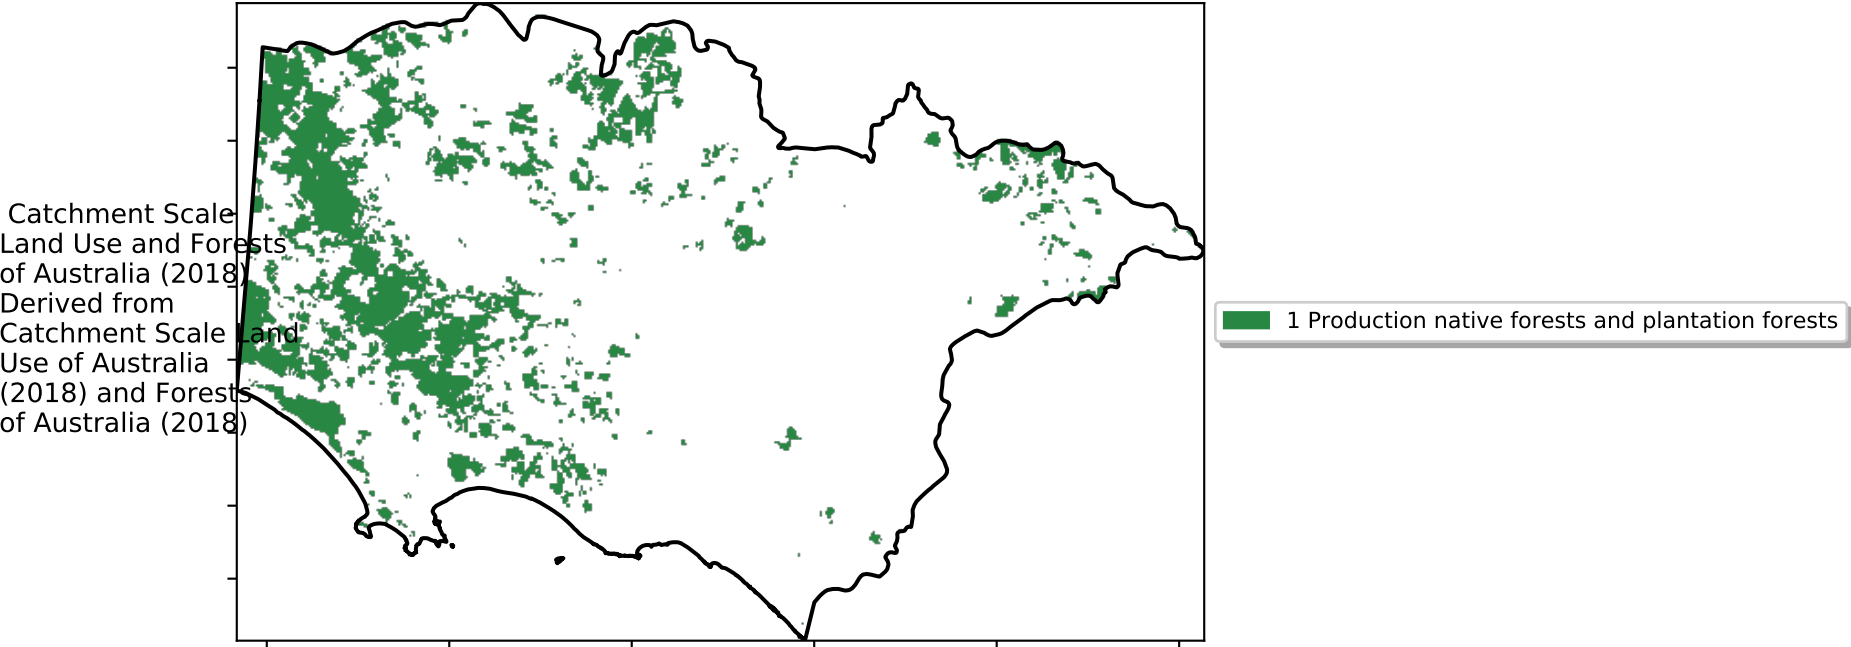 Catchment Scale
Land Use and Forests
of Australia (2018)
Derived from
Catchment Scale Land
Use of Australia
(2018) and Forests
of Australia (2018)
1 Production native forests and plantation forests